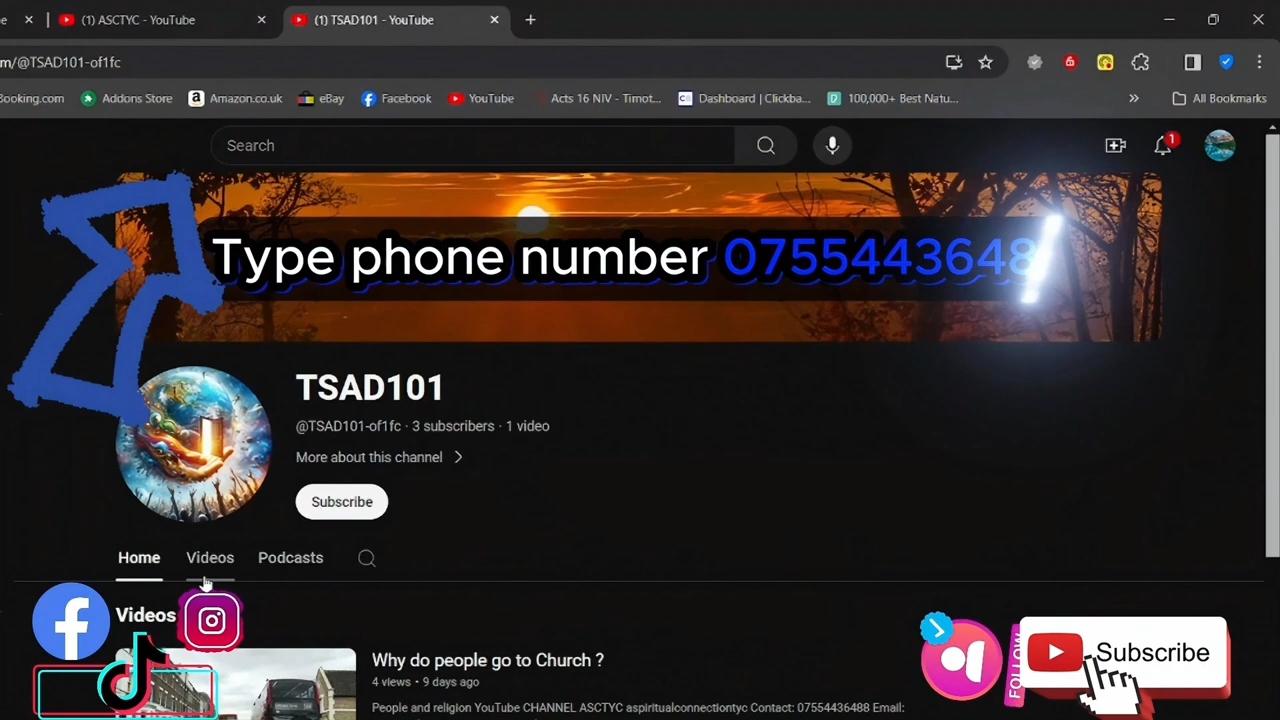 e
(1) ASCTYC - YouTube
(1) TSAD101 - YouTube
m/@TSAD101-of1fc
Booking.com
Addons Store
Amazon.co.uk
eBay
Facebook
YouTube
Acts 16 NIV - Timot...
Dashboard | Clickba...
100,000+ Best Natu...
All Bookmarks
Search
1
Type phone number 07554436488
TSAD101
@TSAD101-of1fc · 3 subscribers · 1 video
More about this channel
Subscribe
Home
Videos
Podcasts
Videos
Why do people go to Church ?
4 views • 9 days ago
People and religion YouTube CHANNEL ASCTYC aspiritualconnectiontyc Contact: 07554436488 Email:
FOLLOW
Subscribe